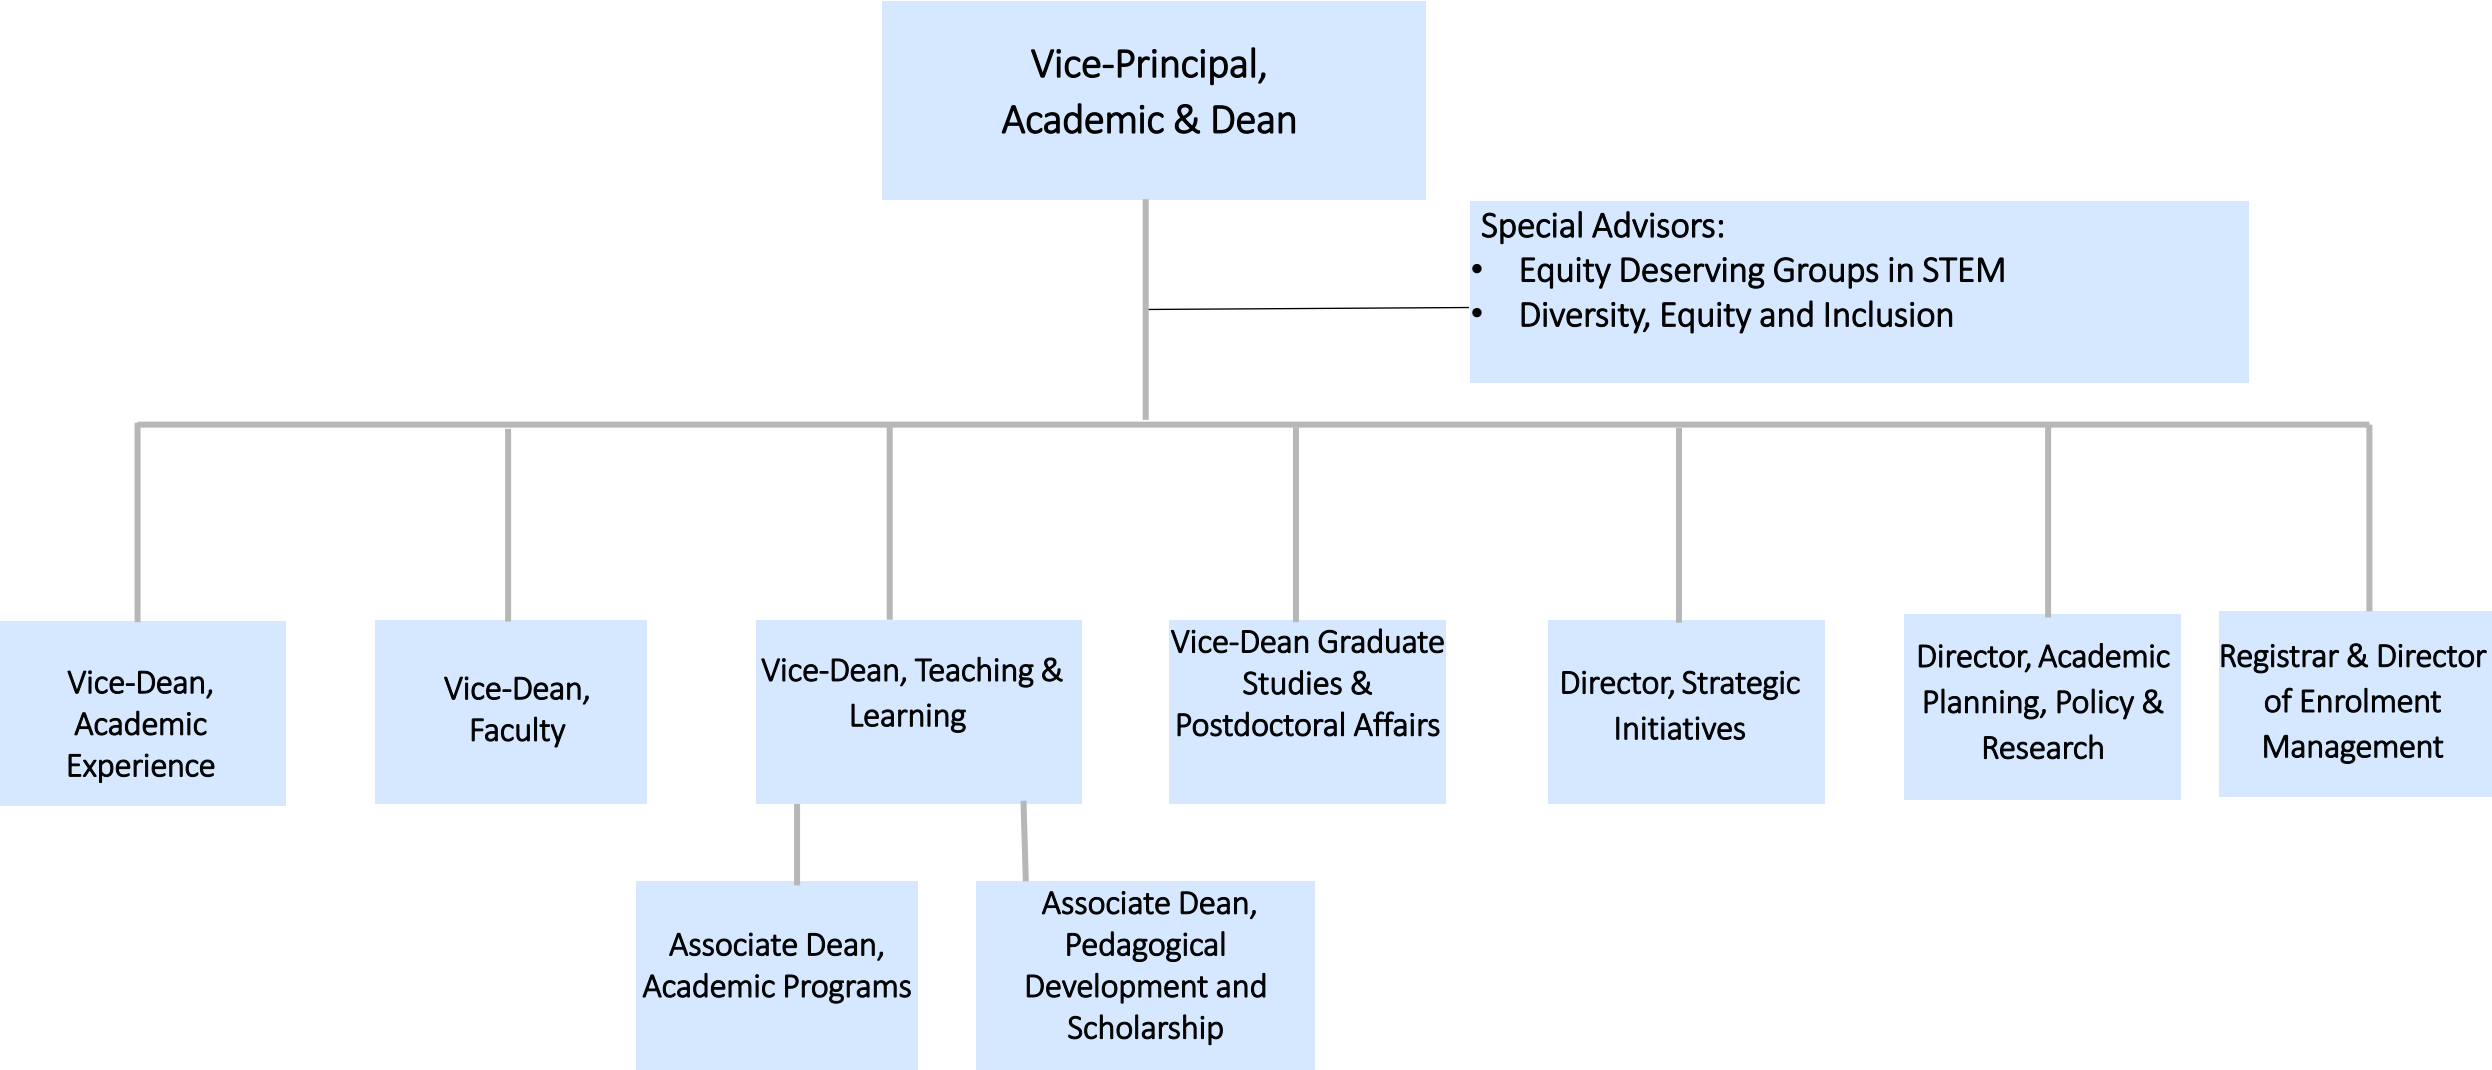 Vice-Principal,
Academic & Dean
Special Advisors:
• Equity Deserving Groups in STEM
• Diversity, Equity and Inclusion
Vice-Dean,
Academic
Experience
Vice-Dean,
Faculty
Vice-Dean, Teaching &
Learning
Vice-Dean Graduate
Studies &
Postdoctoral Affairs
Director, Strategic
Initiatives
Director, Academic
Planning, Policy &
Research
Registrar & Director
of Enrolment
Management
Associate Dean,
Academic Programs
Associate Dean,
Pedagogical
Development and
Scholarship